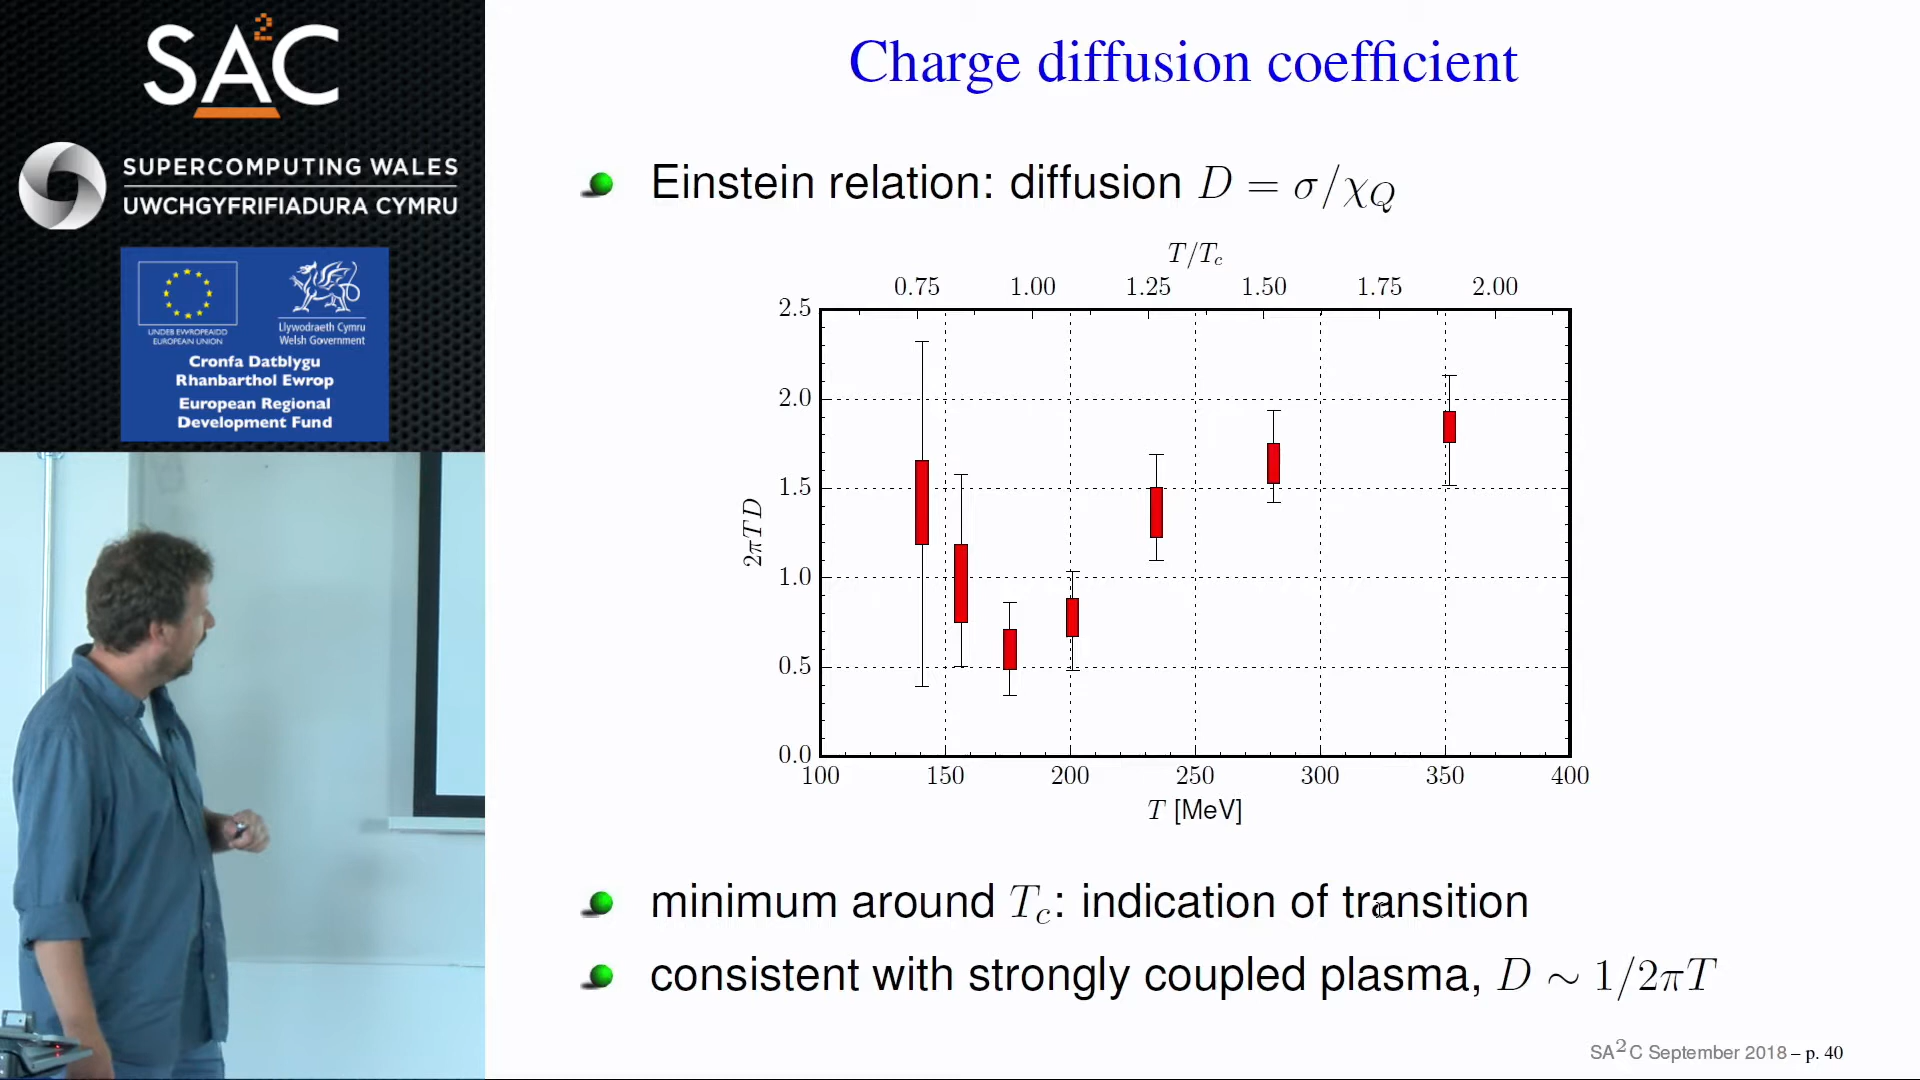 SA²C
SUPERCOMPUTING WALES
UWCHGYFRIFIADURA CYMRU
UNDEB EWROPEAIDD
EUROPEAN UNION
Llywodraeth Cymru
Welsh Government
Cronfa Datblygu
Rhanbarthol Ewrop
European Regional
Development Fund
Charge diffusion coefficient
Einstein relation: diffusion D = σ/χ_Q
T/T_c
0.75 1.00 1.25 1.50 1.75 2.00
2.5
2.0
1.5
1.0
0.5
0.0
2πTD
100 150 200 250 300 350 400
T [MeV]
minimum around T_c: indication of transition
consistent with strongly coupled plasma, D ∼ 1/2πT
SA²C September 2018 – p. 40